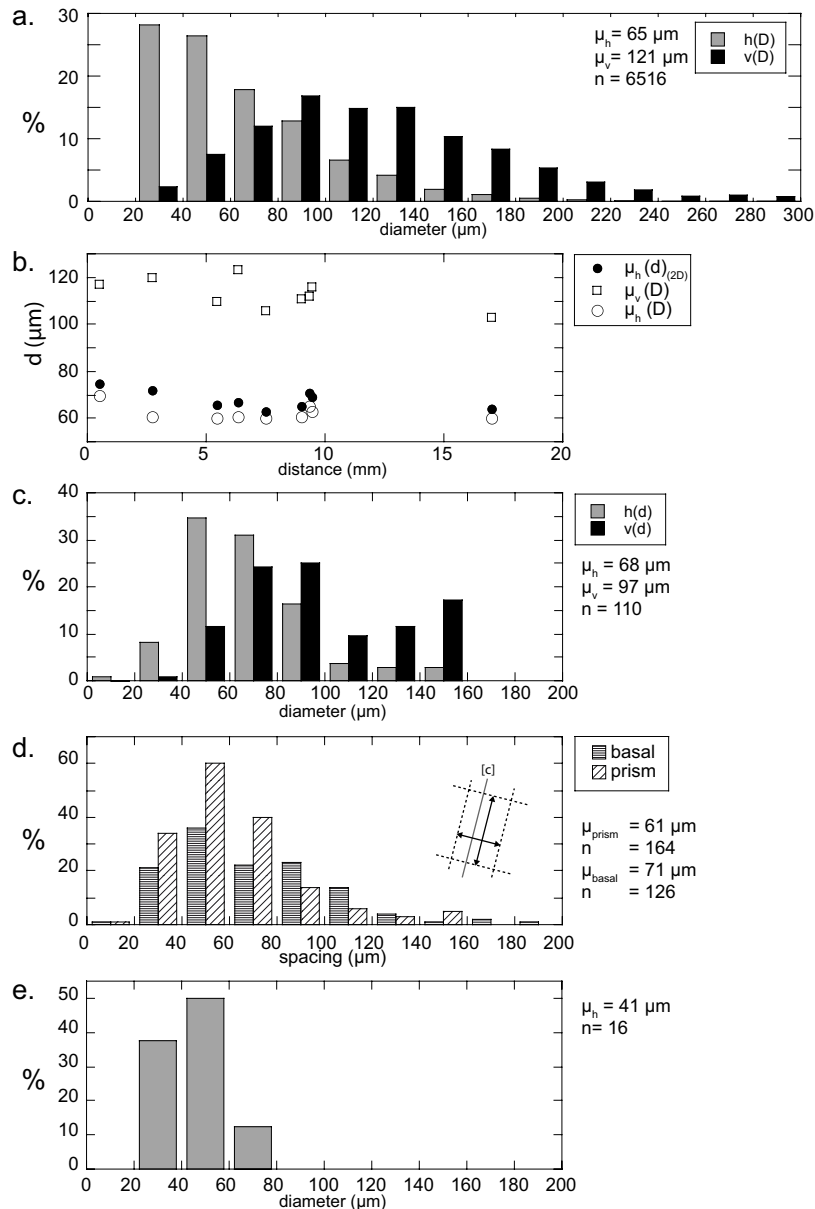 a.
30
20
10
0
%
μh = 65 μm
μv = 121 μm
n = 6516
h(D)
v(D)
0 20 40 60 80 100 120 140 160 180 200 220 240 260 280 300
diameter (μm)
b.
120
100
80
60
d (μm)
μh (d)(2D)
μv (D)
μh (D)
0 5 10 15 20
distance (mm)
c.
40
30
20
10
0
%
h(d)
v(d)
μh = 68 μm
μv = 97 μm
n = 110
0 20 40 60 80 100 120 140 160 180 200
diameter (μm)
d.
60
40
20
0
%
[c]
basal
prism
μprism = 61 μm
n = 164
μbasal = 71 μm
n = 126
0 20 40 60 80 100 120 140 160 180 200
spacing (μm)
e.
50
40
30
20
10
0
%
μh = 41 μm
n= 16
0 20 40 60 80 100 120 140 160 180 200
diameter (μm)